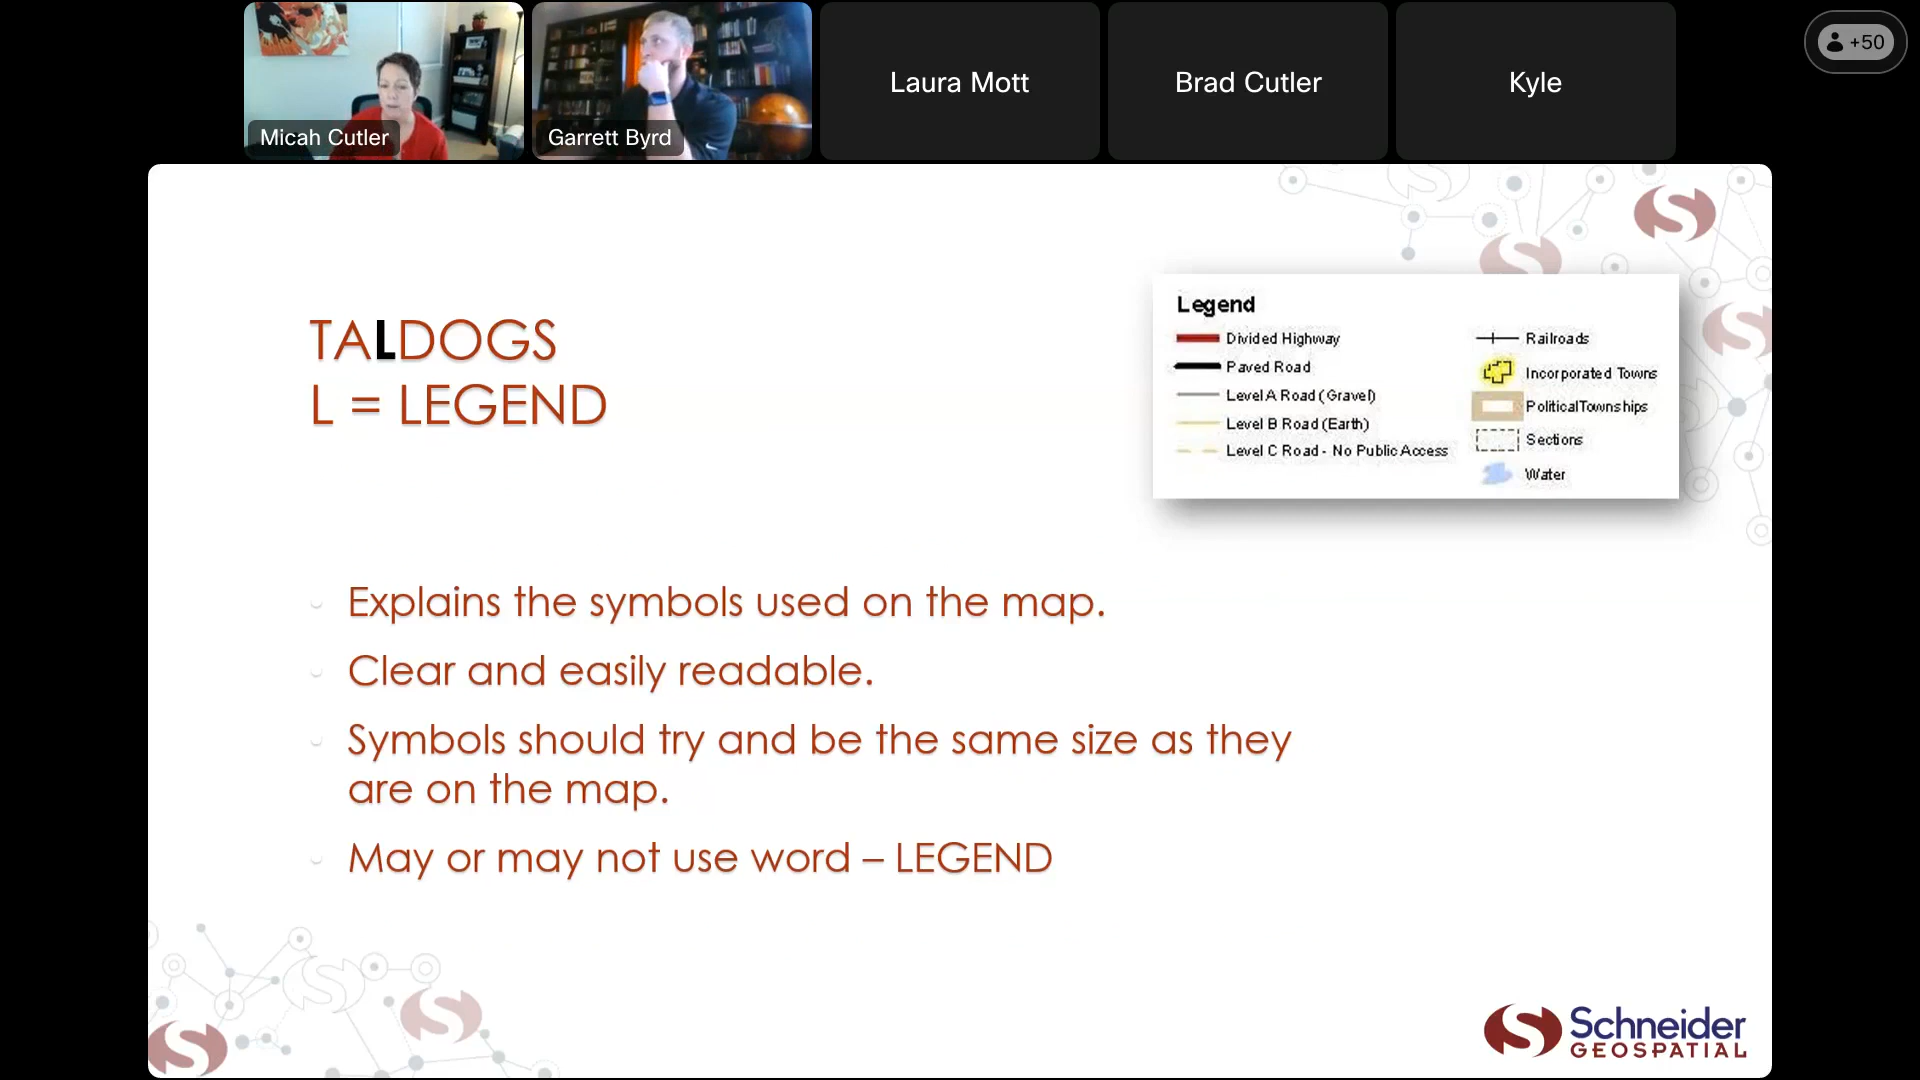 Micah Cutler
Garrett Byrd
Laura Mott
Brad Cutler
Kyle
+50
TALDOGS
L = LEGEND
Legend
Divided Highway
Paved Road
Level A Road (Gravel)
Level B Road (Earth)
Level C Road - No Public Access
Railroads
Incorporated Towns
Political Townships
Sections
Water
Explains the symbols used on the map.
Clear and easily readable.
Symbols should try and be the same size as they
are on the map.
May or may not use word – LEGEND
Schneider
GEOSPATIAL